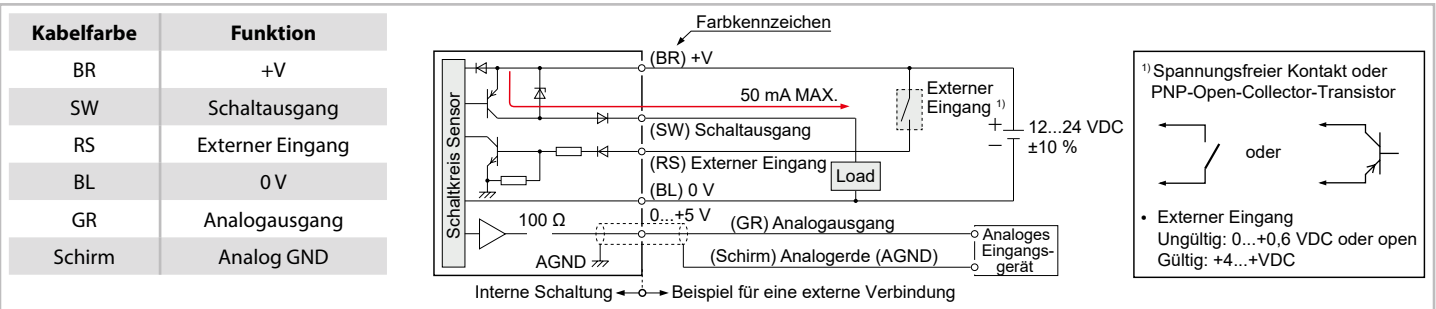 Kabelfarbe Funktion
BR +V
SW Schaltausgang
RS Externer Eingang
BL 0 V
GR Analogausgang
Schirm Analog GND
Farbkennzeichen
Schaltkreis Sensor
(BR) +V
50 mA MAX.
Externer
Eingang 1)
(SW) Schaltausgang
+ 12...24 VDC
− ±10 %
(RS) Externer Eingang
Load
(BL) 0 V
100 Ω
0...+5 V
(GR) Analogausgang
AGND
(Schirm) Analogerde (AGND)
Analoges
Eingangs-
gerät
Interne Schaltung
Beispiel für eine externe Verbindung
1) Spannungsfreier Kontakt oder
PNP-Open-Collector-Transistor
oder
• Externer Eingang
Ungültig: 0...+0,6 VDC oder open
Gültig: +4...+VDC